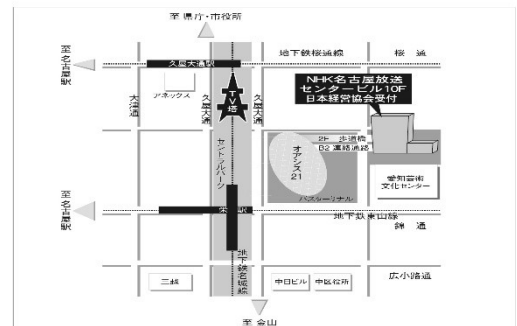 至 県庁・市役所
至名古屋駅
久屋大通駅
地下鉄桜通線
桜 通
アネックス
大津通
久屋大通
TV塔
久屋大通
NHK名古屋放送
センタービル10F
日本経営協会受付
2F 歩道橋
B2 連絡通路
セントラルパーク
オアシス21
愛知芸術
文化センター
バスターミナル
至名古屋駅
栄駅
地下鉄東山線
錦 通
地下鉄名城線
三越
中日ビル
中区役所
広小路通
至 金山